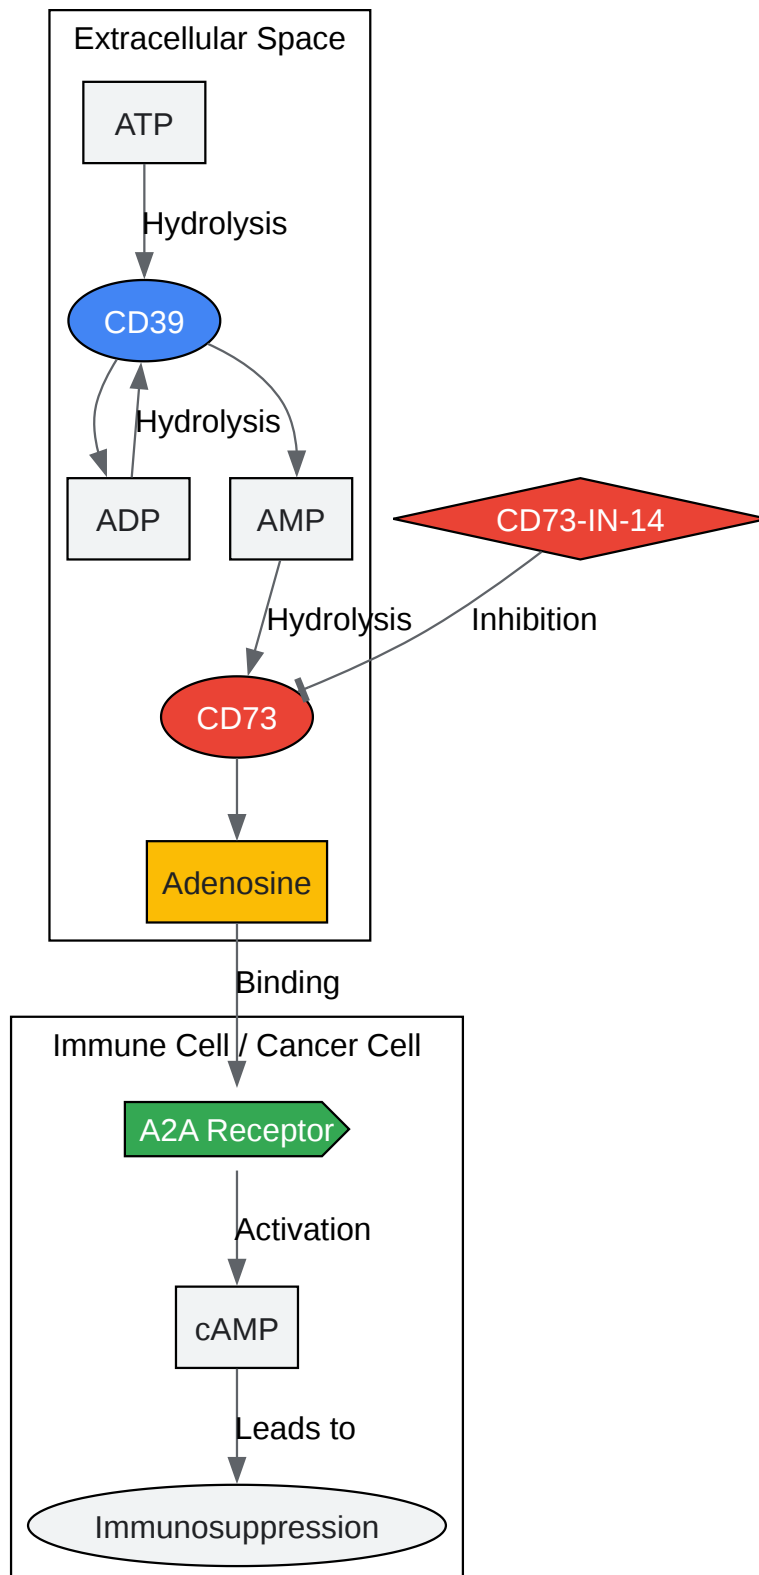 Extracellular Space
ATP
Hydrolysis
CD39
Hydrolysis
ADP
AMP
CD73-IN-14
Hydrolysis
Inhibition
CD73
Adenosine
Binding
Immune Cell / Cancer Cell
A2A Receptor
Activation
cAMP
Leads to
Immunosuppression